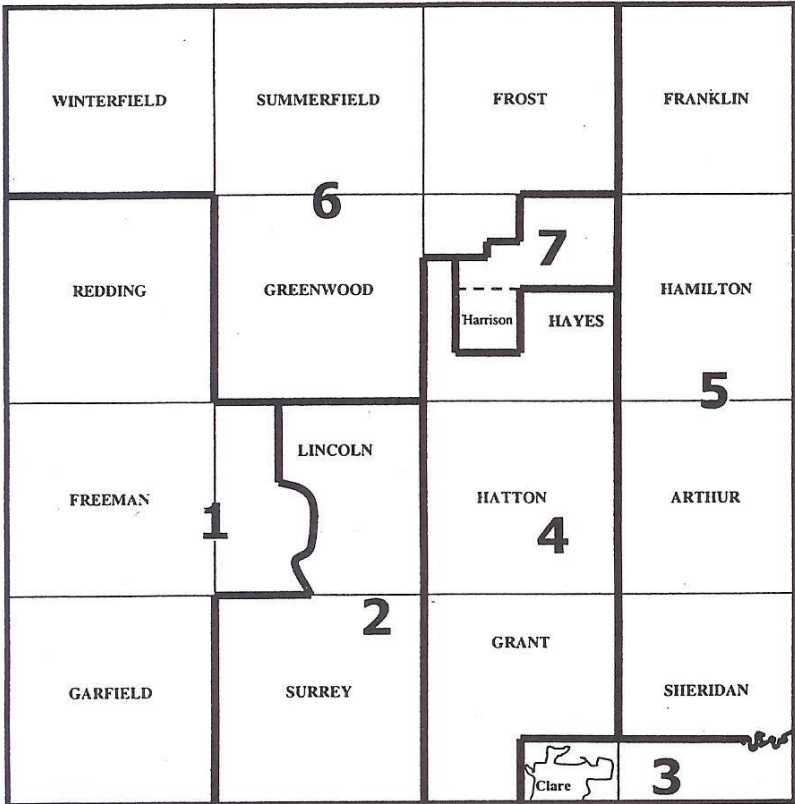 WINTERFIELD
SUMMERFIELD
FROST
FRANKLIN
6
7
REDDING
GREENWOOD
HAMILTON
Harrison
HAYES
5
LINCOLN
FREEMAN
HATTON
ARTHUR
1
4
2
GRANT
GARFIELD
SURREY
SHERIDAN
Clare
3